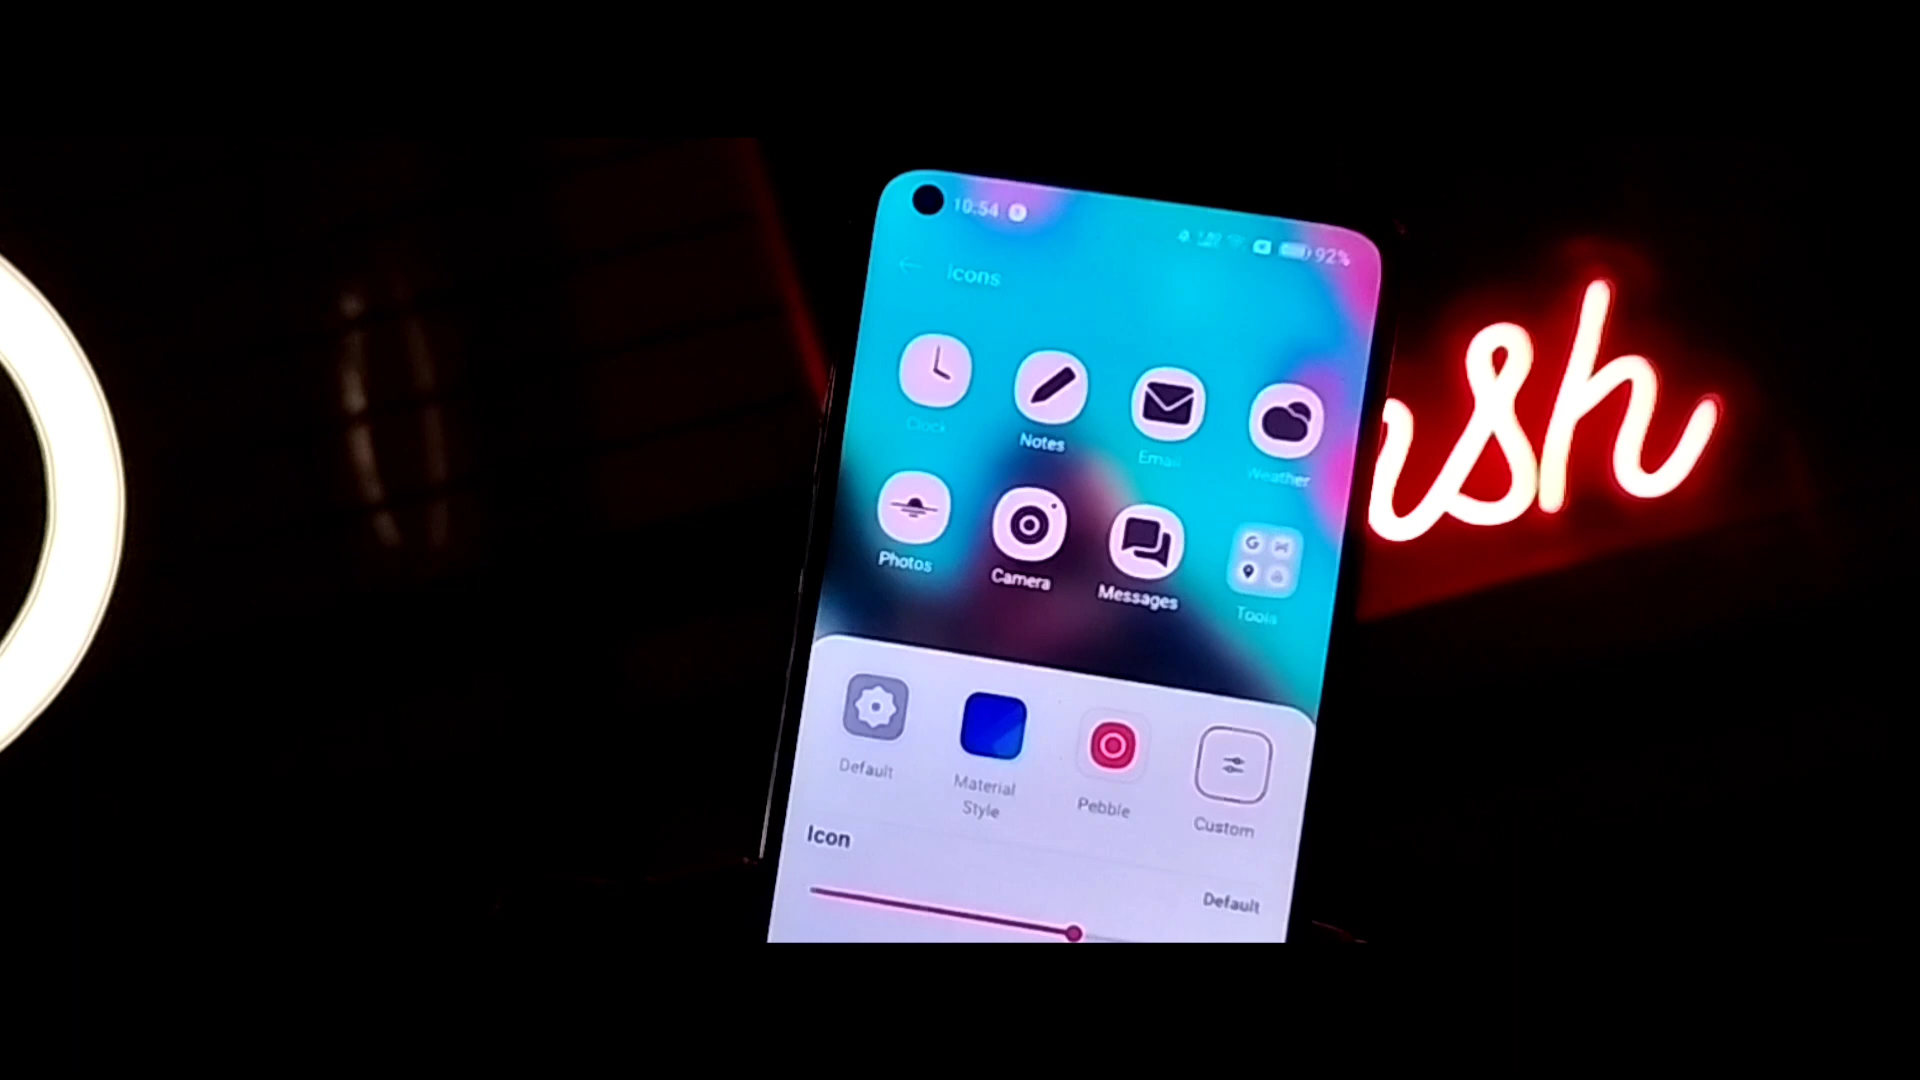 10:54
92%
Icons
Clock
Notes
Email
Weather
Photos
Camera
Messages
G
Tools
sh
Default
Material
Style
Pebble
Custom
Icon
Default